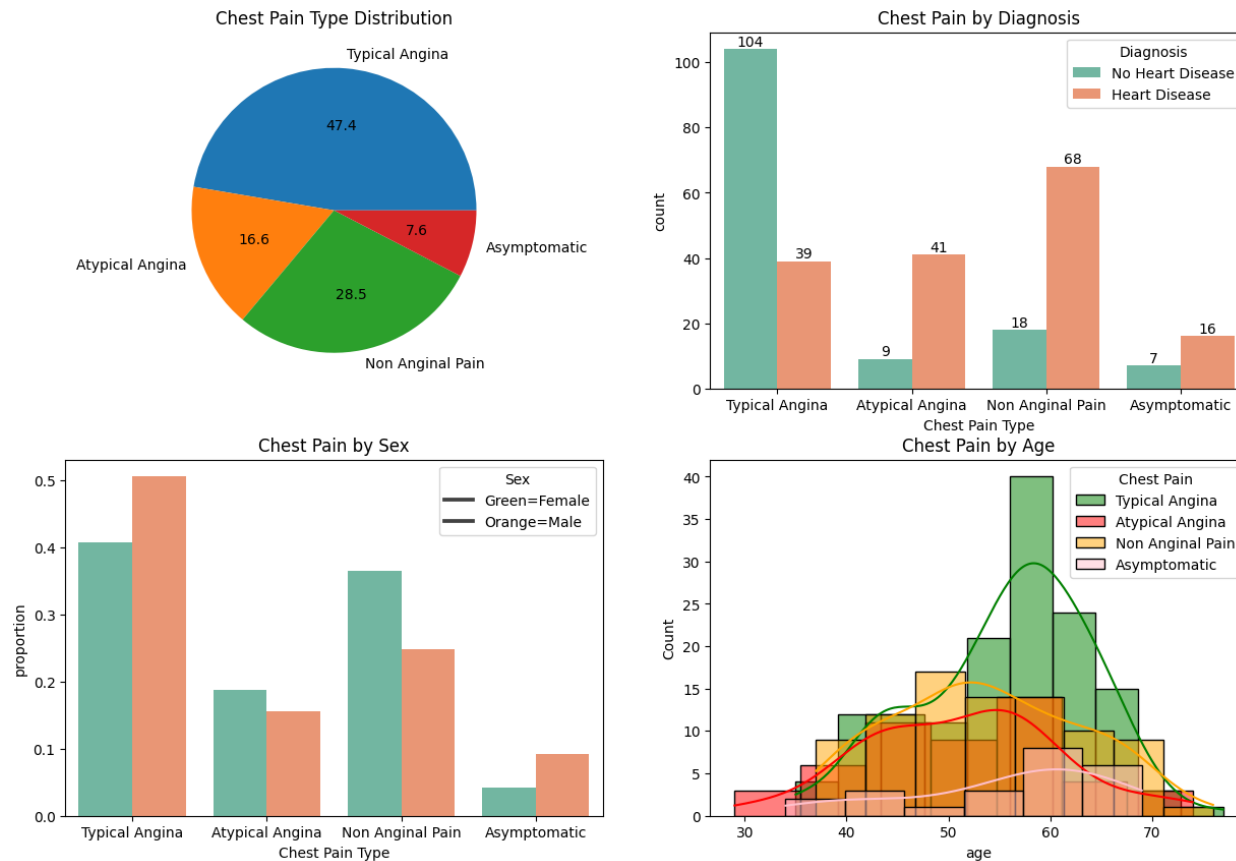 Chest Pain Type Distribution
Typical Angina
47.4
16.6
Atypical Angina
28.5
Non Anginal Pain
7.6
Asymptomatic
Chest Pain by Diagnosis
Diagnosis
No Heart Disease
Heart Disease
count
100
80
60
40
20
0
104
39
9
41
18
68
7
16
Typical Angina Atypical Angina Non Anginal Pain Asymptomatic
Chest Pain Type
Chest Pain by Sex
Sex
Green=Female
Orange=Male
proportion
0.5
0.4
0.3
0.2
0.1
0.0
Typical Angina Atypical Angina Non Anginal Pain Asymptomatic
Chest Pain Type
Chest Pain by Age
Chest Pain
Typical Angina
Atypical Angina
Non Anginal Pain
Asymptomatic
Count
40
35
30
25
20
15
10
5
0
30 40 50 60 70
age